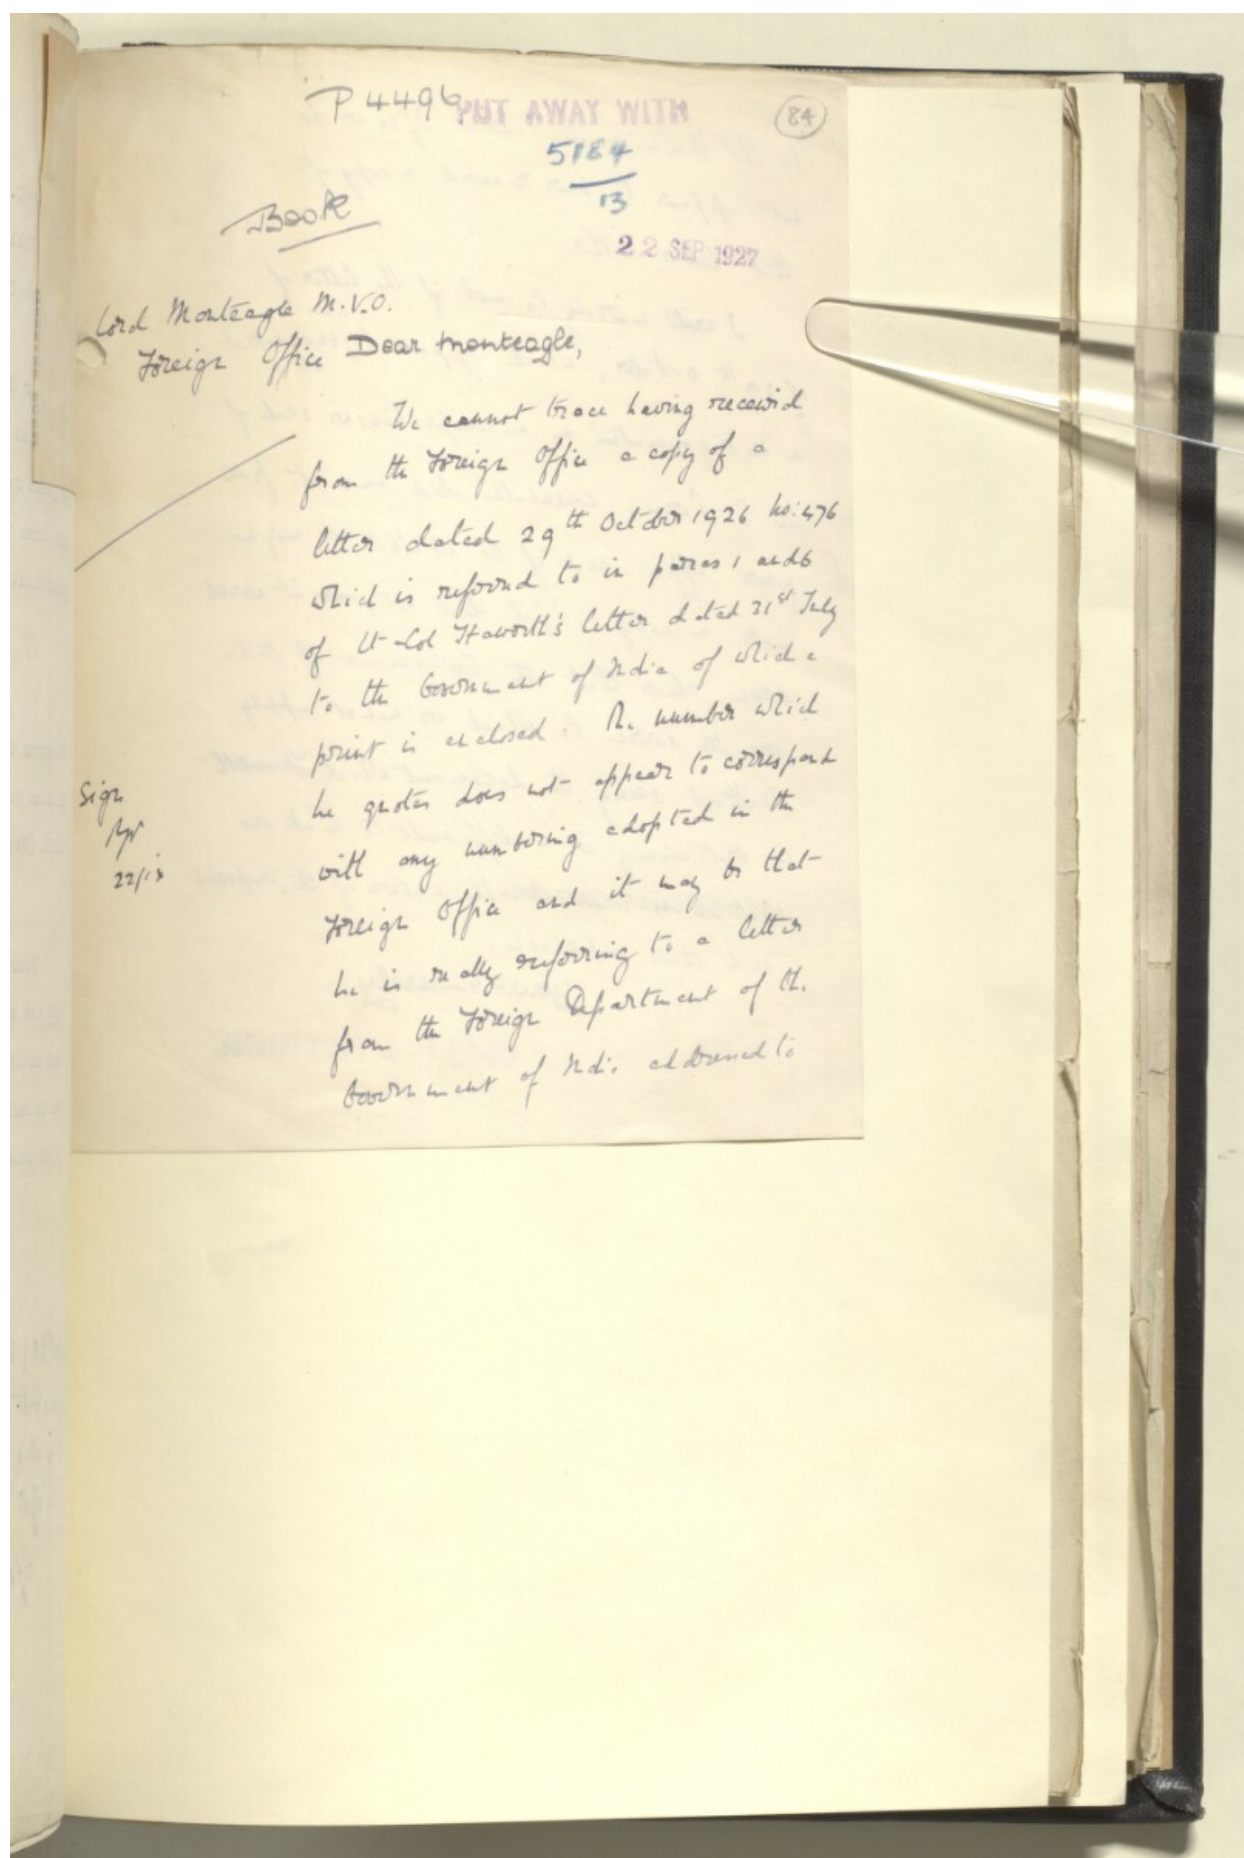 P 4496
PUT AWAY WITH
84
5184
13
Book
22 SEP 1927
Lord Monteagle M.V.O.
Foreign Office
Dear Monteagle,
We cannot trace having received
from the Foreign Office a copy of a
letter dated 29th October 1926 No: 476
which is referred to in paras 1 and 6
of Lt-Col Haworth's letter dated 31st July
to the Government of India of which a
print is enclosed. The number which
he quotes does not appear to correspond
with any numbering adopted in the
Foreign Office and it may be that
he is really referring to a letter
from the Foreign Department of the
Government of India addressed to
Sign
22/ix